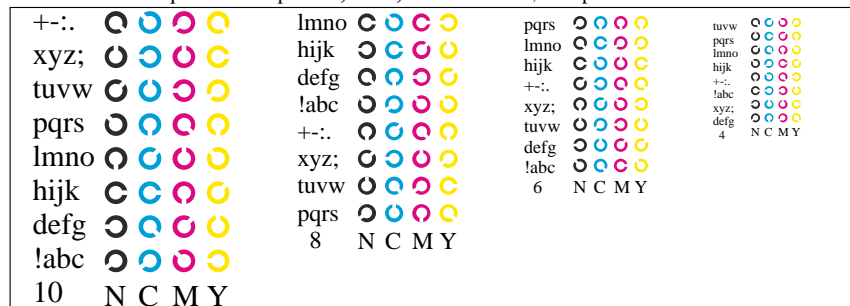 +-:.
xyz;
tuvw
pqrs
lmno
hijk
defg
!abc
10 N C M Y
lmno
hijk
defg
!abc
+-:.
xyz;
tuvw
pqrs
8 N C M Y
pqrs
lmno
hijk
+-:.
xyz;
tuvw
defg
!abc
6 N C M Y
tuvw
pqrs
lmno
hijk
+-:.
!abc
xyz;
defg
4 N C M Y